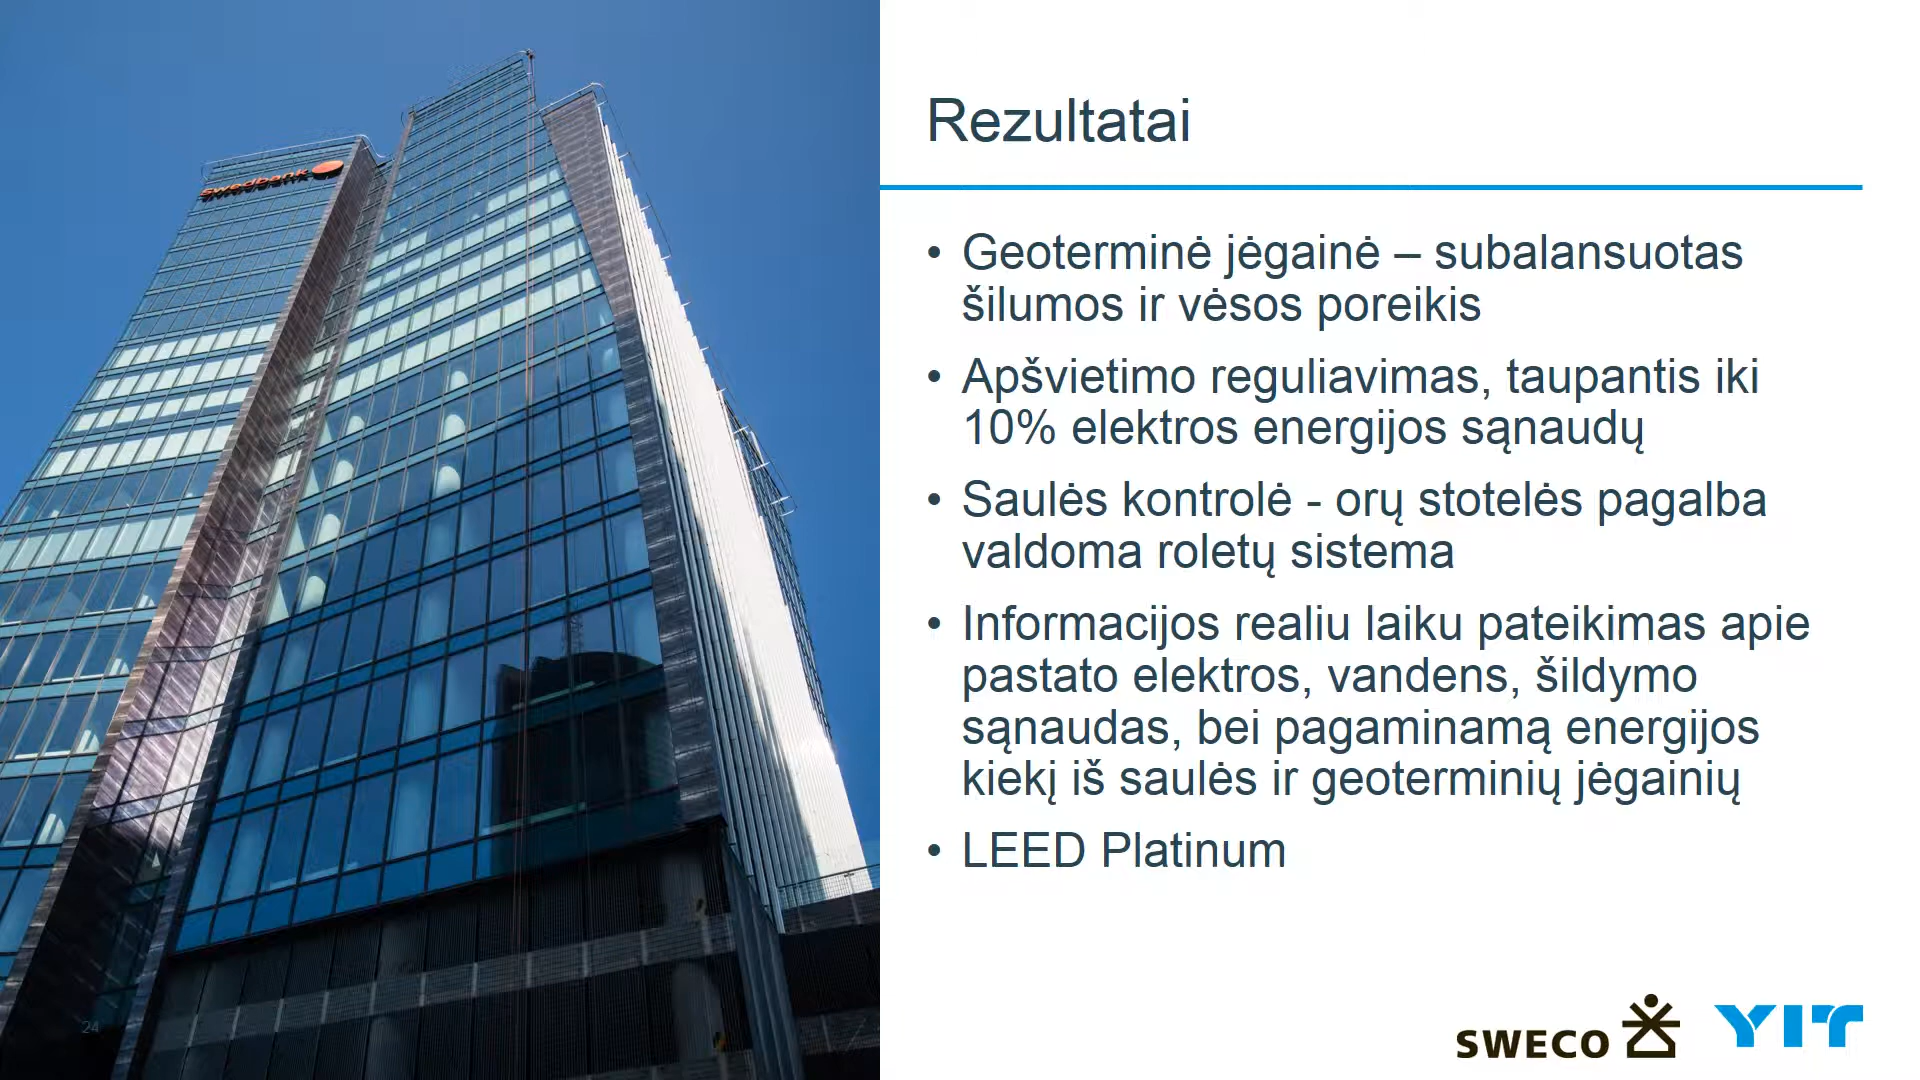 swedbank
Rezultatai
• Geoterminė jėgainė – subalansuotas
šilumos ir vėsos poreikis
• Apšvietimo reguliavimas, taupantis iki
10% elektros energijos sąnaudų
• Saulės kontrolė - orų stotelės pagalba
valdoma roletų sistema
• Informacijos realiu laiku pateikimas apie
pastato elektros, vandens, šildymo
sąnaudas, bei pagaminamą energijos
kiekį iš saulės ir geoterminių jėgainių
• LEED Platinum
24
SWECO
YIT